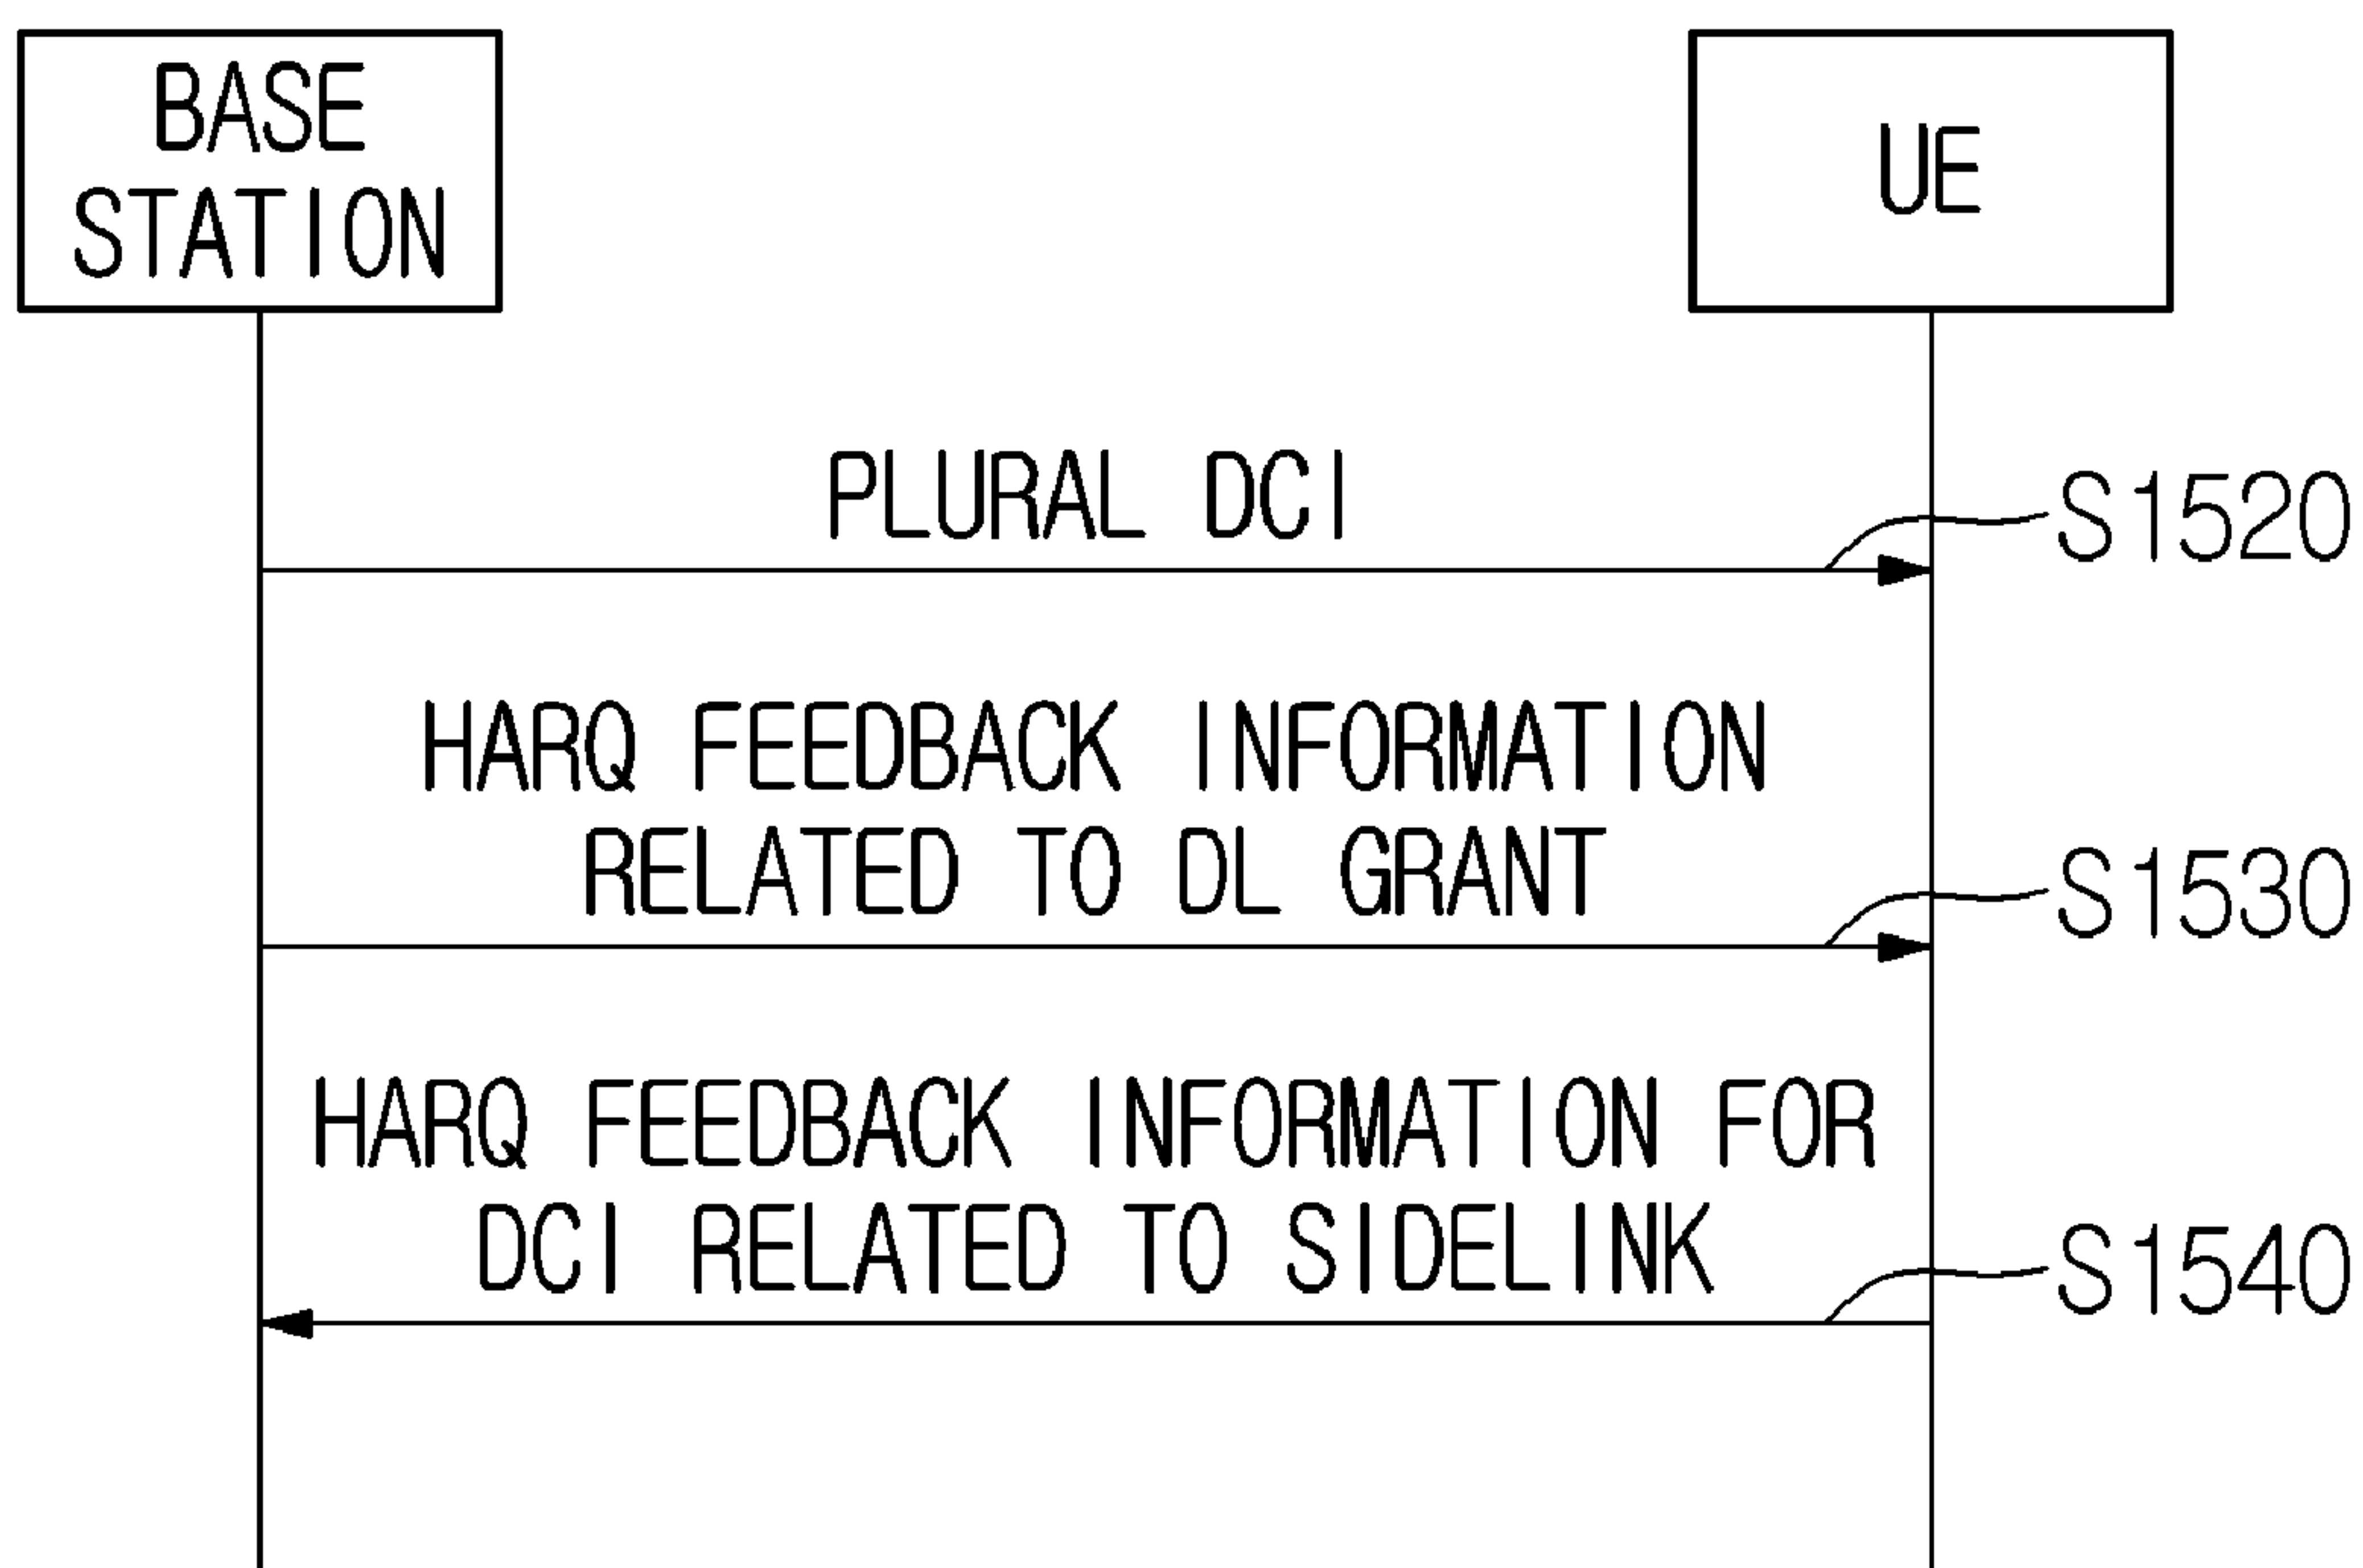 BASE
STATION
UE
PLURAL DCI
S1520
HARQ FEEDBACK INFORMATION
RELATED TO DL GRANT
S1530
HARQ FEEDBACK INFORMATION FOR
DCI RELATED TO SIDELINK
S1540